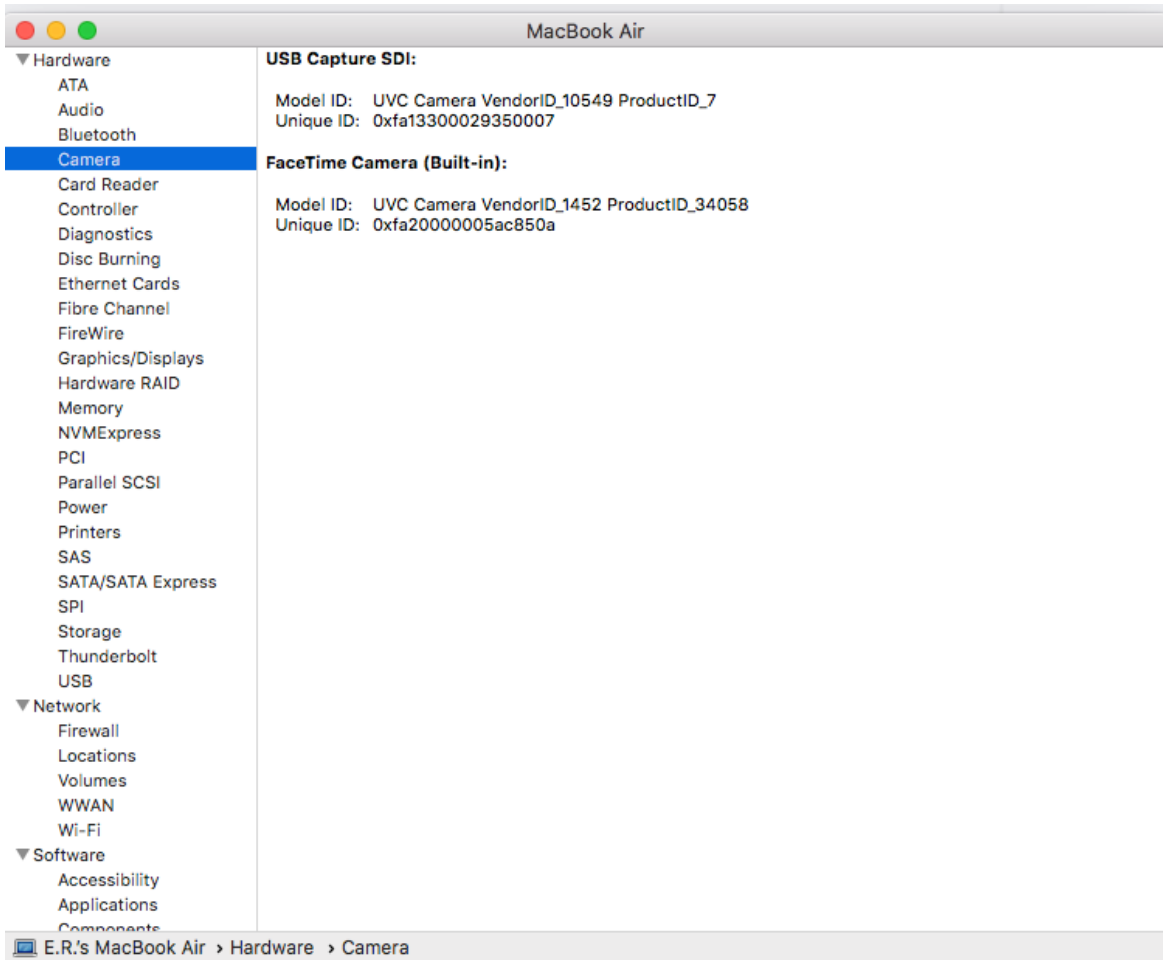 MacBook Air
Hardware
ATA
Audio
Bluetooth
Camera
Card Reader
Controller
Diagnostics
Disc Burning
Ethernet Cards
Fibre Channel
FireWire
Graphics/Displays
Hardware RAID
Memory
NVMExpress
PCI
Parallel SCSI
Power
Printers
SAS
SATA/SATA Express
SPI
Storage
Thunderbolt
USB
Network
Firewall
Locations
Volumes
WWAN
Wi-Fi
Software
Accessibility
Applications
Components
USB Capture SDI:
Model ID: UVC Camera VendorID_10549 ProductID_7
Unique ID: 0xfa13300029350007
FaceTime Camera (Built-in):
Model ID: UVC Camera VendorID_1452 ProductID_34058
Unique ID: 0xfa20000005ac850a
E.R.'s MacBook Air › Hardware › Camera